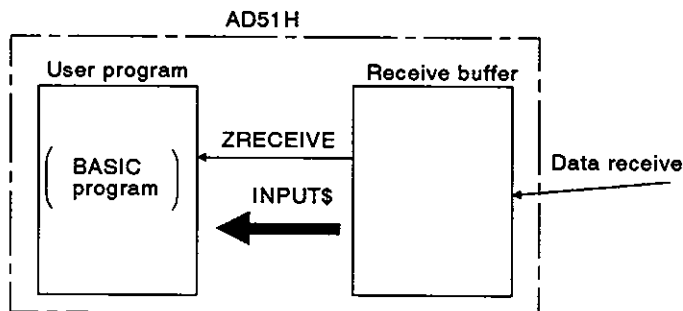 AD51H
User program
Receive buffer
ZRECEIVE
Data receive
( BASIC
program )
INPUT$